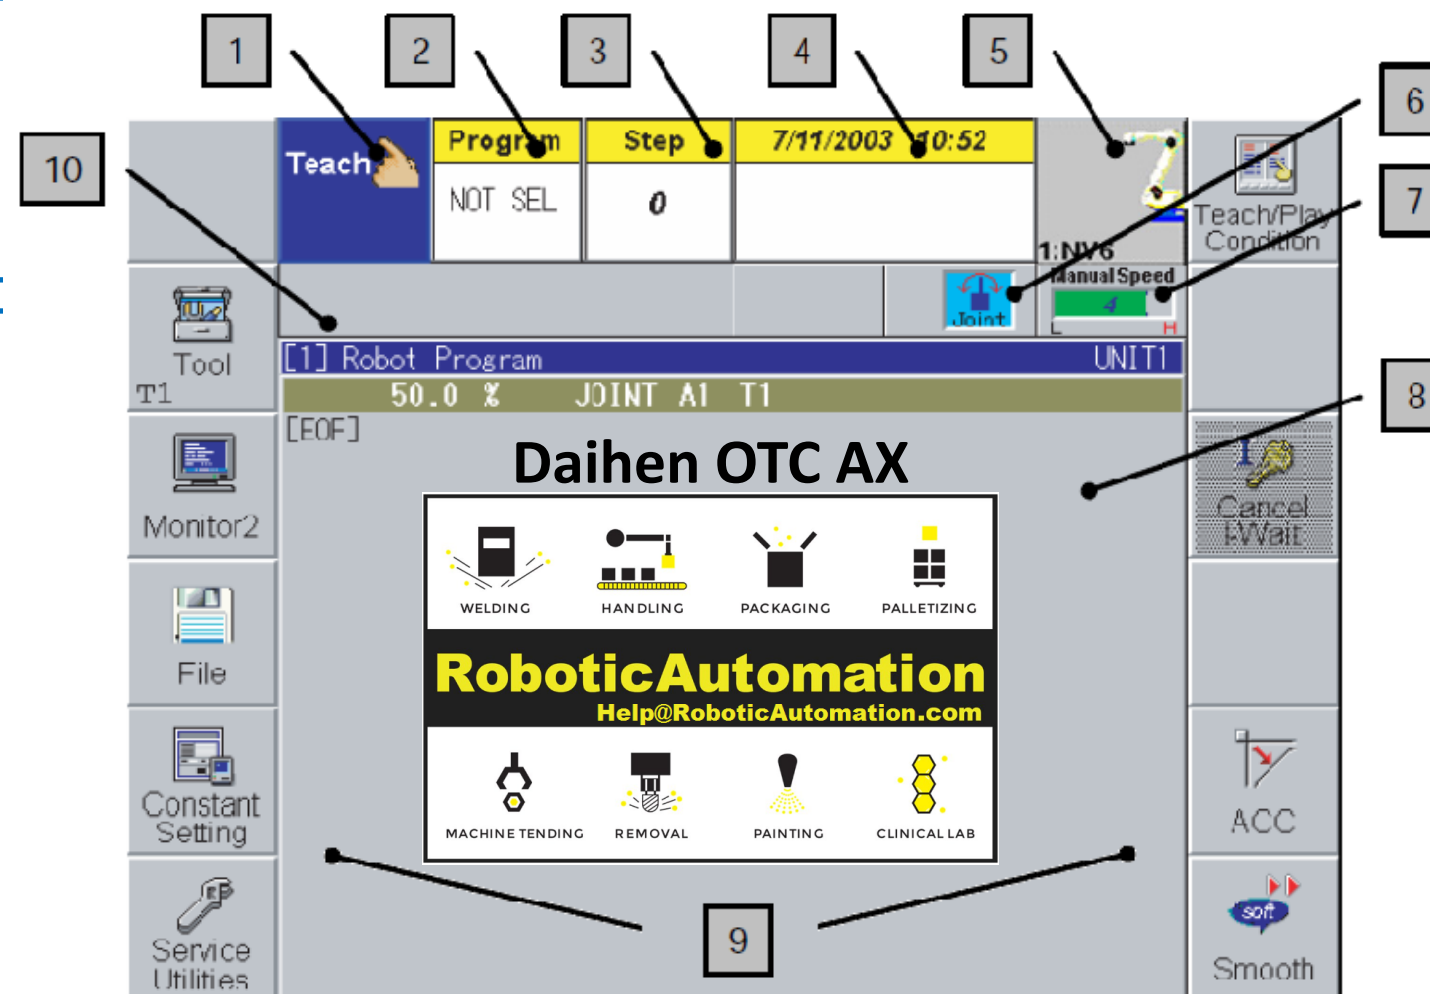 1
2
3
4
5
6
7
8
9
10
Teach
Program
NOT SEL
Step
0
7/11/2003 10:52
1:NV6
Teach/Play
Condition
Joint
Manual Speed
4
L
H
Tool
T1
[1] Robot Program
UNIT1
50.0 % JOINT A1 T1
[EOF]
Daihen OTC AX
Monitor2
Cancel
I-Wait
WELDING
HANDLING
PACKAGING
PALLETIZING
File
RoboticAutomation
Help@RoboticAutomation.com
Constant
Setting
ACC
MACHINE TENDING
REMOVAL
PAINTING
CLINICAL LAB
Service
Utilities
soft
Smooth